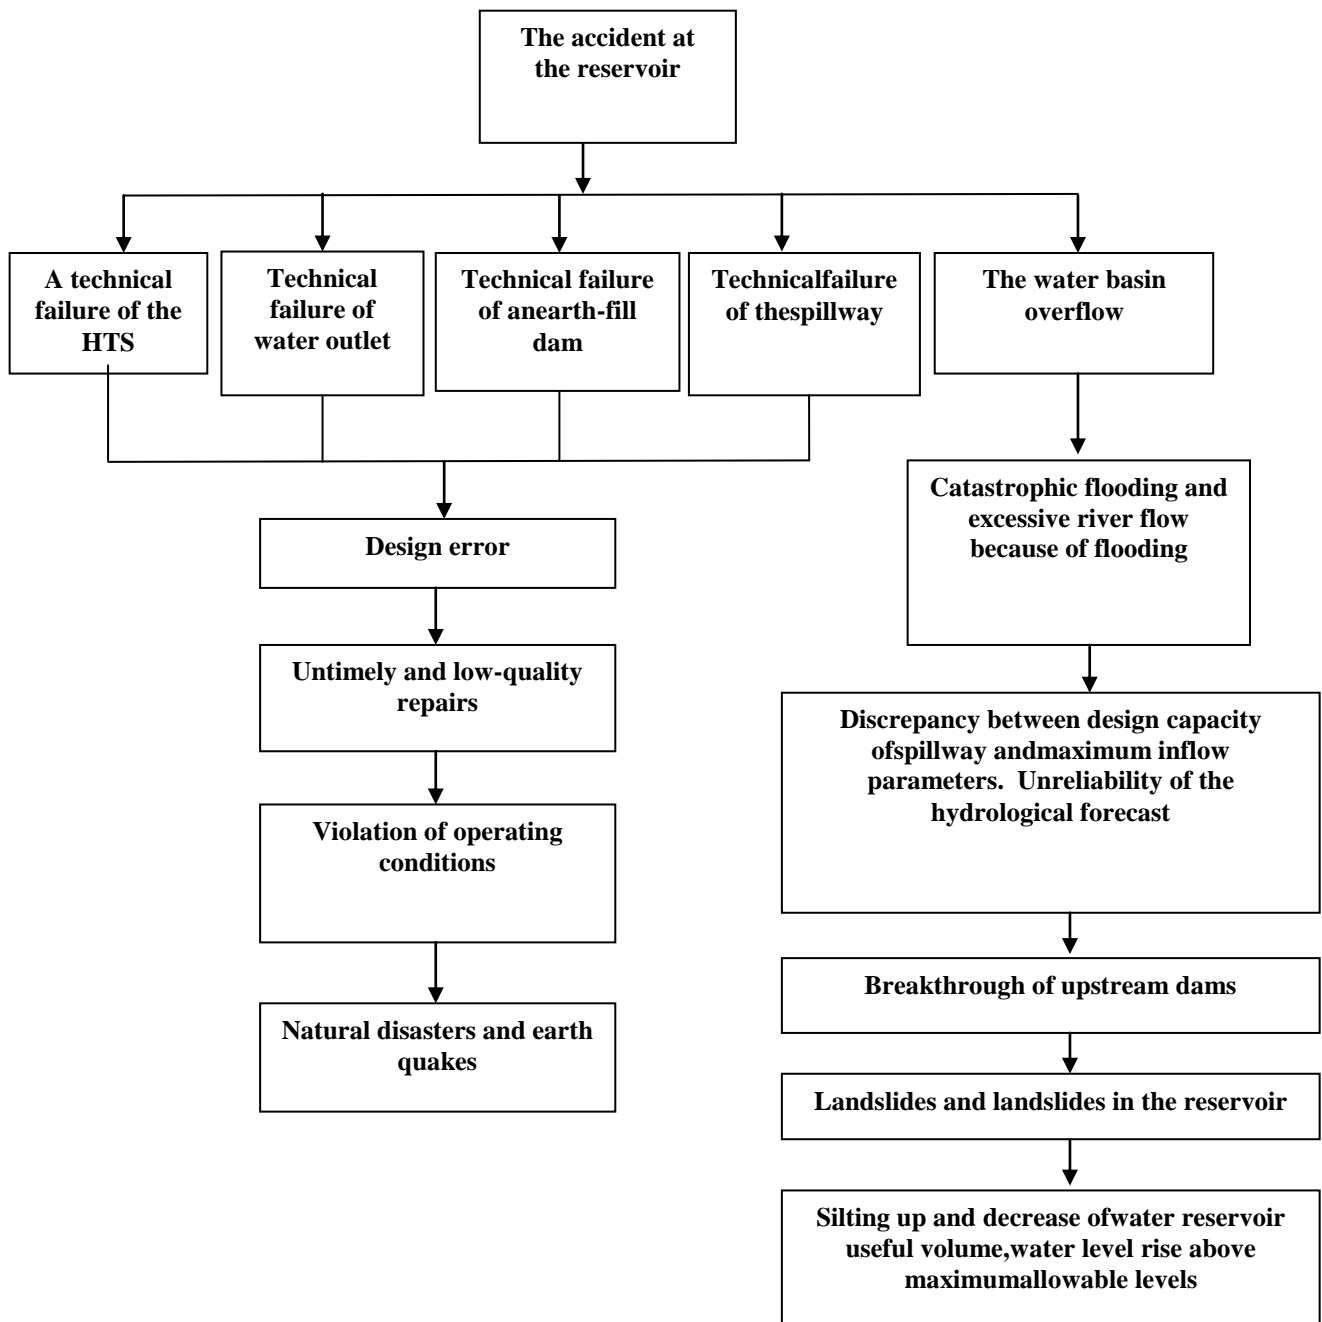 The accident at
the reservoir
A technical
failure of the
HTS
Technical
failure of
water outlet
Technical failure
of anearth-fill
dam
Technicalfailure
of thespillway
The water basin
overflow
Design error
Untimely and low-quality
repairs
Violation of operating
conditions
Natural disasters and earth
quakes
Catastrophic flooding and
excessive river flow
because of flooding
Discrepancy between design capacity
ofspillway andmaximum inflow
parameters.  Unreliability of the
hydrological forecast
Breakthrough of upstream dams
Landslides and landslides in the reservoir
Silting up and decrease ofwater reservoir
useful volume,water level rise above
maximumallowable levels